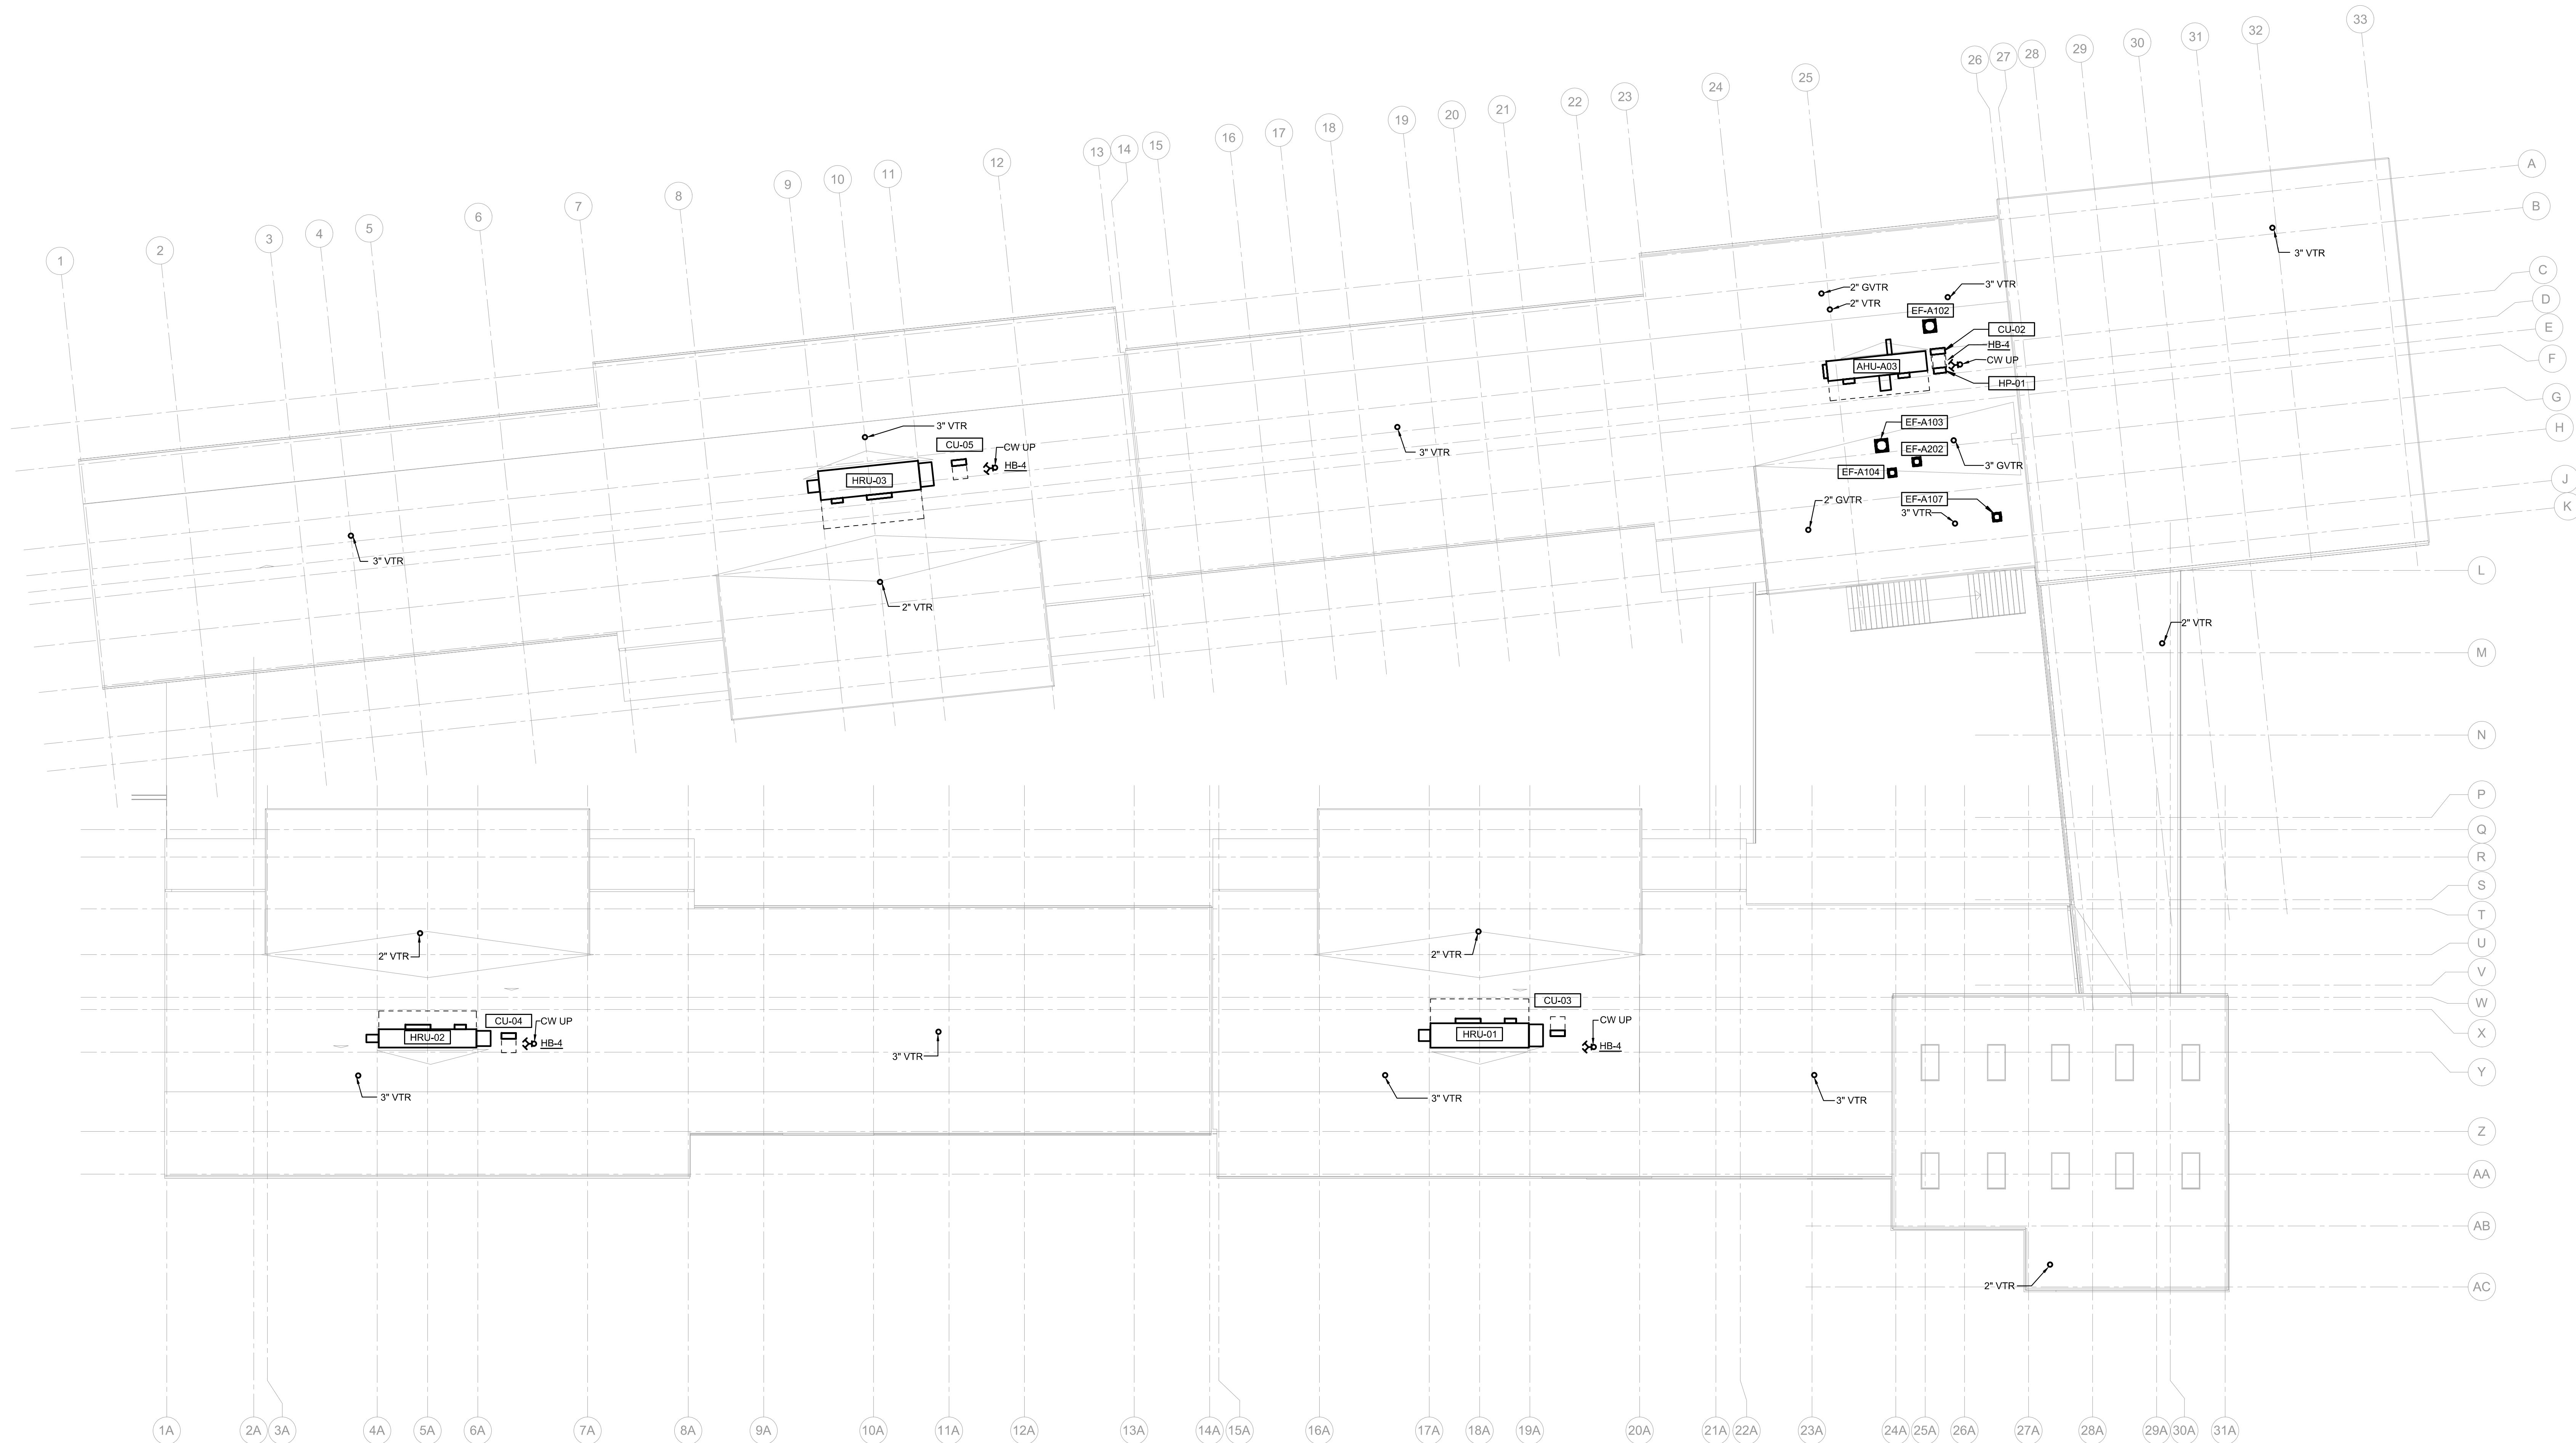 33
32
31
30
29
28
27
26
25
24
23
22
21
20
19
18
17
16
15
14
13
12
11
10
9
8
7
6
5
4
3
2
1
A
B
C
D
E
F
G
H
J
K
L
M
N
P
Q
R
S
T
U
V
W
X
Y
Z
AA
AB
AC
3" VTR
2" GVTR
2" VTR
3" VTR
EF-A102
CU-02
HB-4
CW UP
AHU-A03
HP-01
EF-A103
EF-A202
3" GVTR
EF-A104
EF-A107
2" GVTR
3" VTR
3" VTR
3" VTR
CU-05
CW UP
HB-4
HRU-03
3" VTR
2" VTR
2" VTR
2" VTR
2" VTR
CU-04
CW UP
HRU-02
HB-4
3" VTR
3" VTR
CU-03
CW UP
HRU-01
HB-4
3" VTR
3" VTR
2" VTR
1A
2A
3A
4A
5A
6A
7A
8A
9A
10A
11A
12A
13A
14A
15A
16A
17A
18A
19A
20A
21A
22A
23A
24A
25A
26A
27A
28A
29A
30A
31A